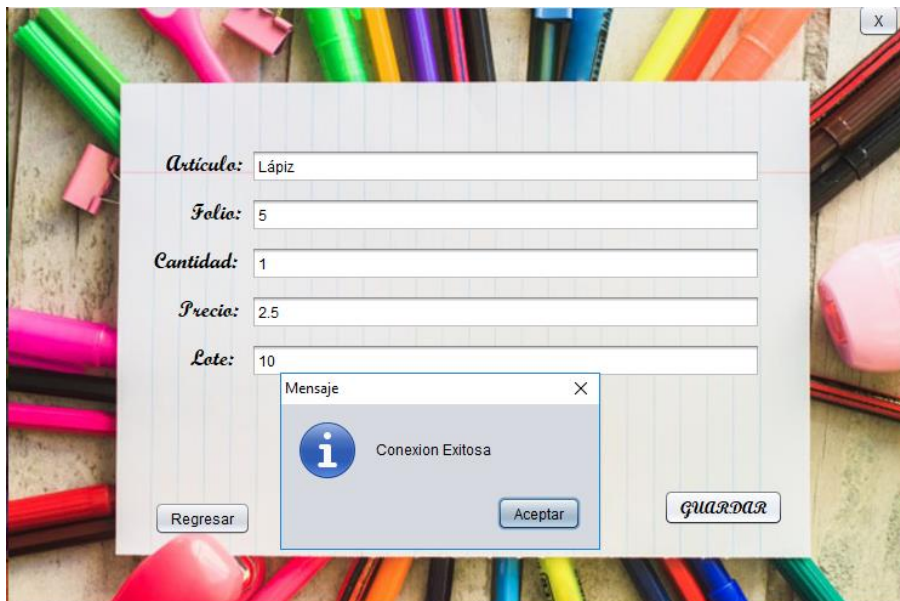 X
Artículo: Lápiz
Folio: 5
Cantidad: 1
Precio: 2.5
Lote: 10
Mensaje
Conexion Exitosa
Aceptar
Regresar
GUARDAR